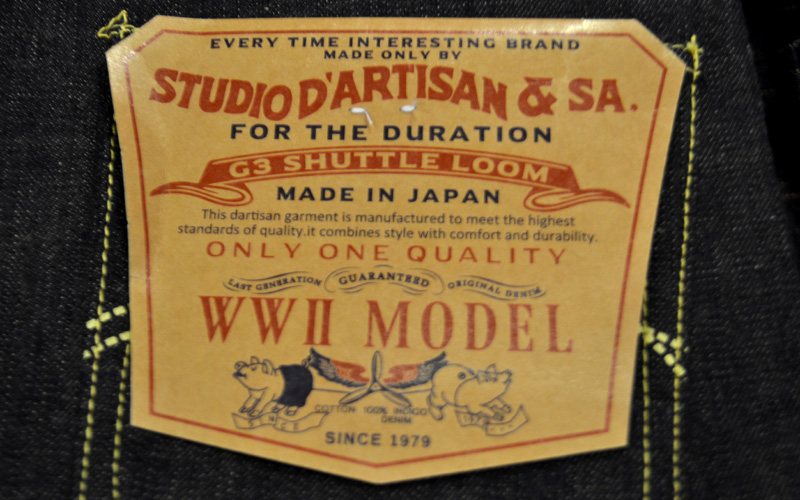 EVERY TIME INTERESTING BRAND
MADE ONLY BY
STUDIO D'ARTISAN & SA.
FOR THE DURATION
G3 SHUTTLE LOOM
MADE IN JAPAN
This dartisan garment is manufactured to meet the highest
standards of quality.it combines style with comfort and durability.
ONLY ONE QUALITY
LAST GENERATION GUARANTEED ORIGINAL DENIM
WWII MODEL
COTTON 100% INDIGO
DENIM
SINCE 1979